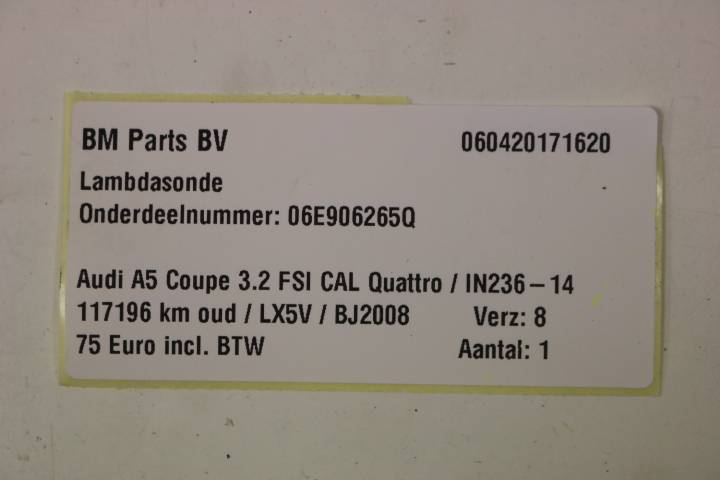 BM Parts BV 060420171620
Lambdasonde
Onderdeelnummer: 06E906265Q
Audi A5 Coupe 3.2 FSI CAL Quattro / IN236-14
117196 km oud / LX5V / BJ2008 Verz: 8
75 Euro incl. BTW Aantal: 1